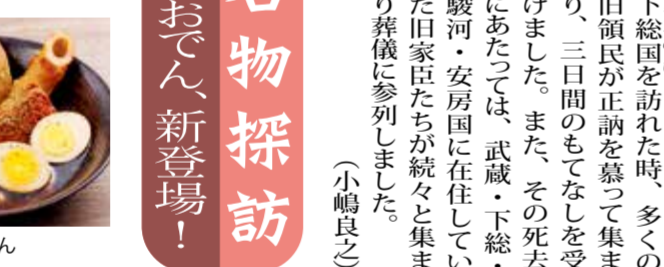 下総国を訪れた時、多くの
旧領民が正訥を慕って集ま
り、三日間のもてなしを受
けました。また、その死去
にあたっては、武蔵・下総・
駿河・安房国に在住してい
た旧家臣たちが続々と集ま
り葬儀に参列しました。
（小嶋良之）
名物探訪
おでん、新登場！
ん